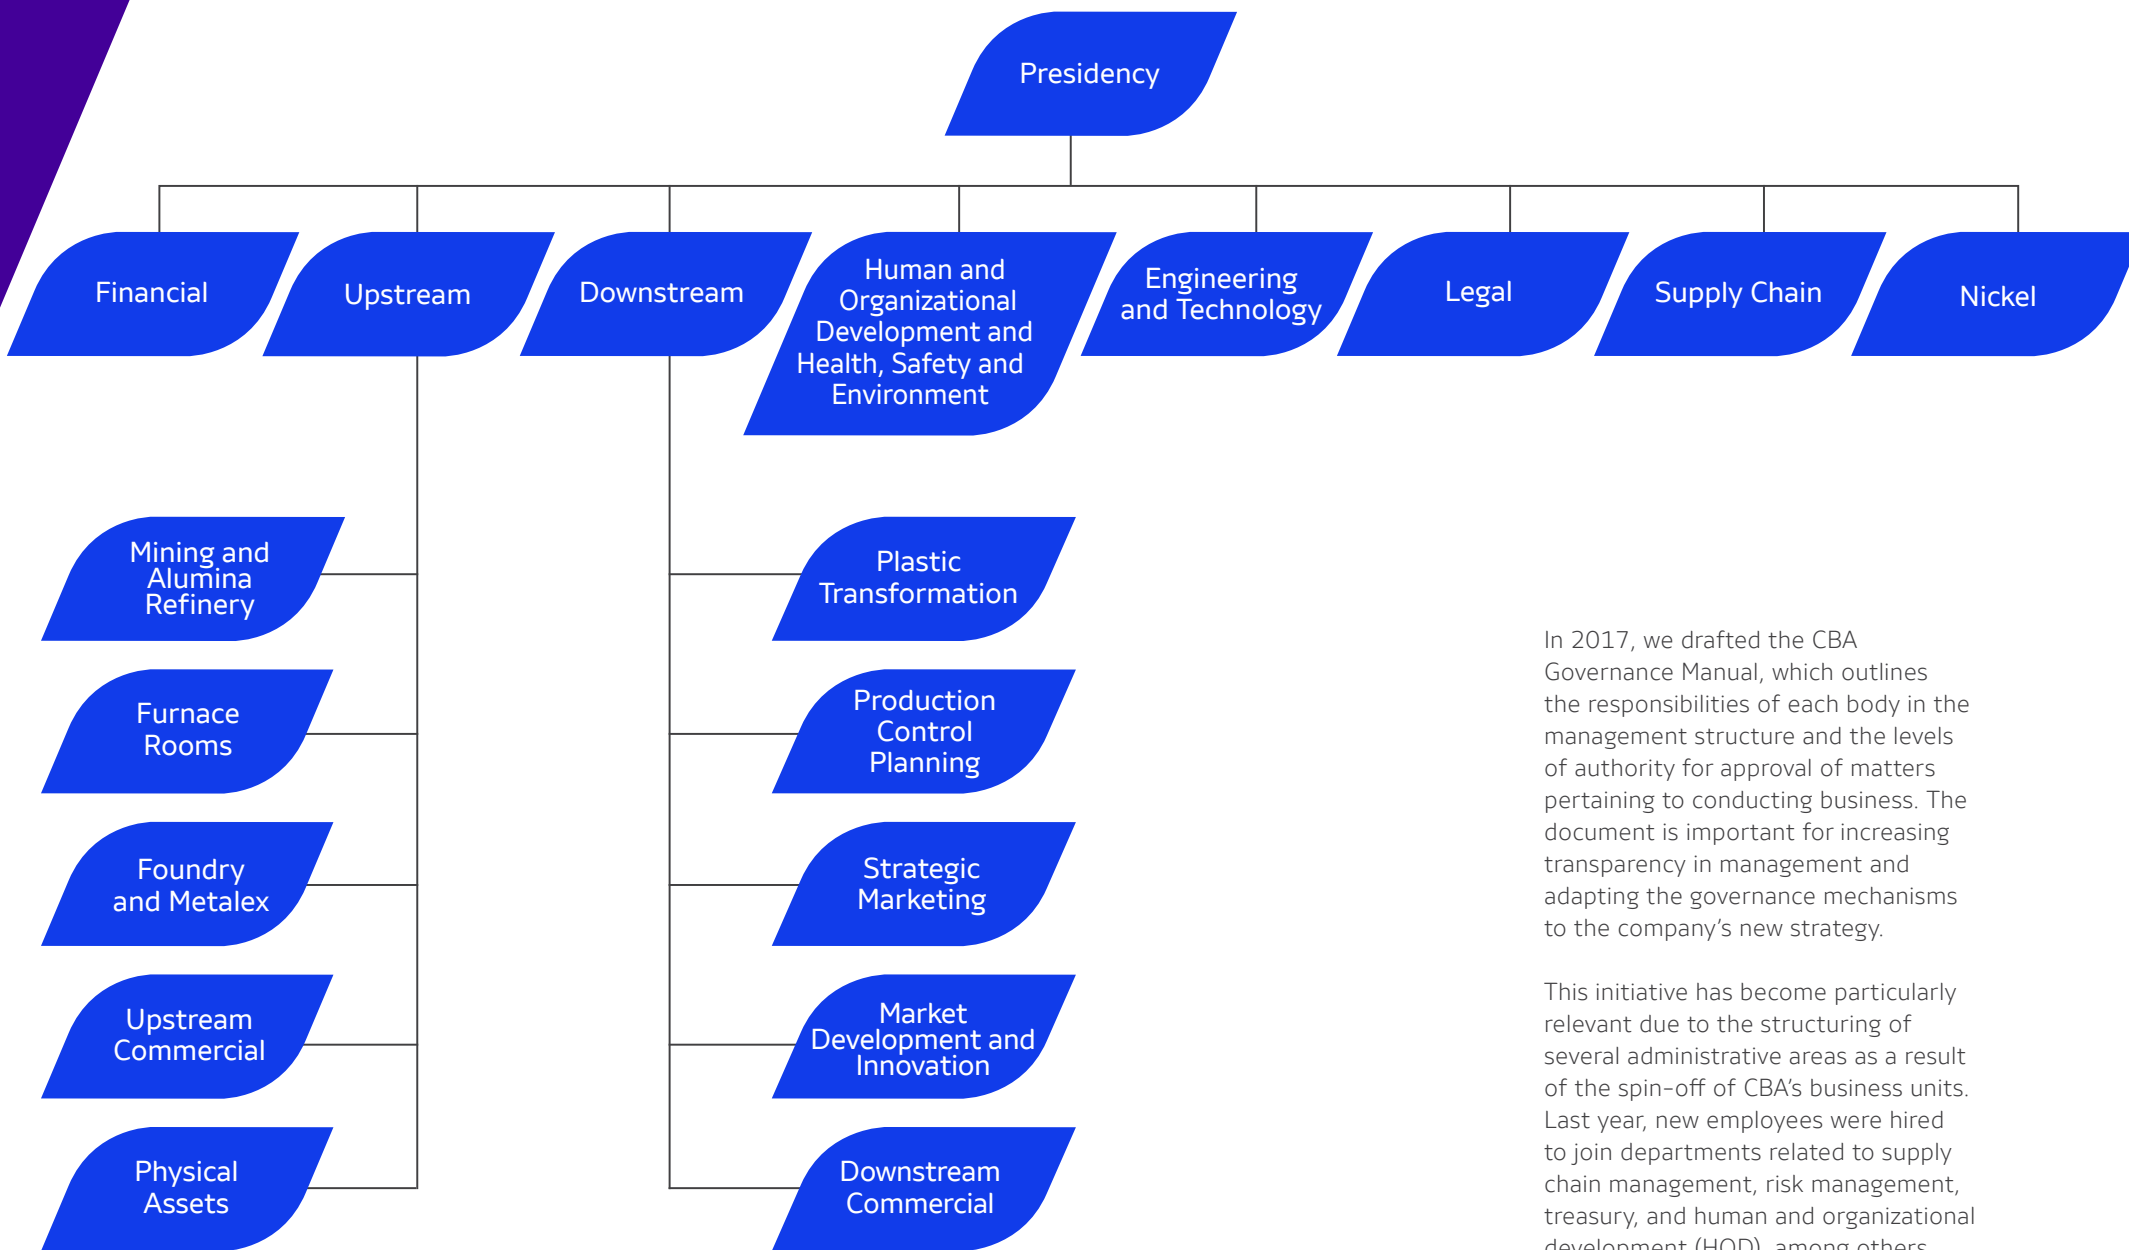 Presidency
Financial
Upstream
Downstream
Human and
Organizational
Development and
Health, Safety and
Environment
Engineering
and Technology
Legal
Supply Chain
Nickel
Mining and
Alumina
Refinery
Furnace
Rooms
Foundry
and Metalex
Upstream
Commercial
Physical
Assets
Plastic
Transformation
Production
Control
Planning
Strategic
Marketing
Market
Development and
Innovation
Downstream
Commercial
In 2017, we drafted the CBA
Governance Manual, which outlines
the responsibilities of each body in the
management structure and the levels
of authority for approval of matters
pertaining to conducting business. The
document is important for increasing
transparency in management and
adapting the governance mechanisms
to the company’s new strategy.
This initiative has become particularly
relevant due to the structuring of
several administrative areas as a result
of the spin-off of CBA’s business units.
Last year, new employees were hired
to join departments related to supply
chain management, risk management,
treasury, and human and organizational
development (HOD), among others